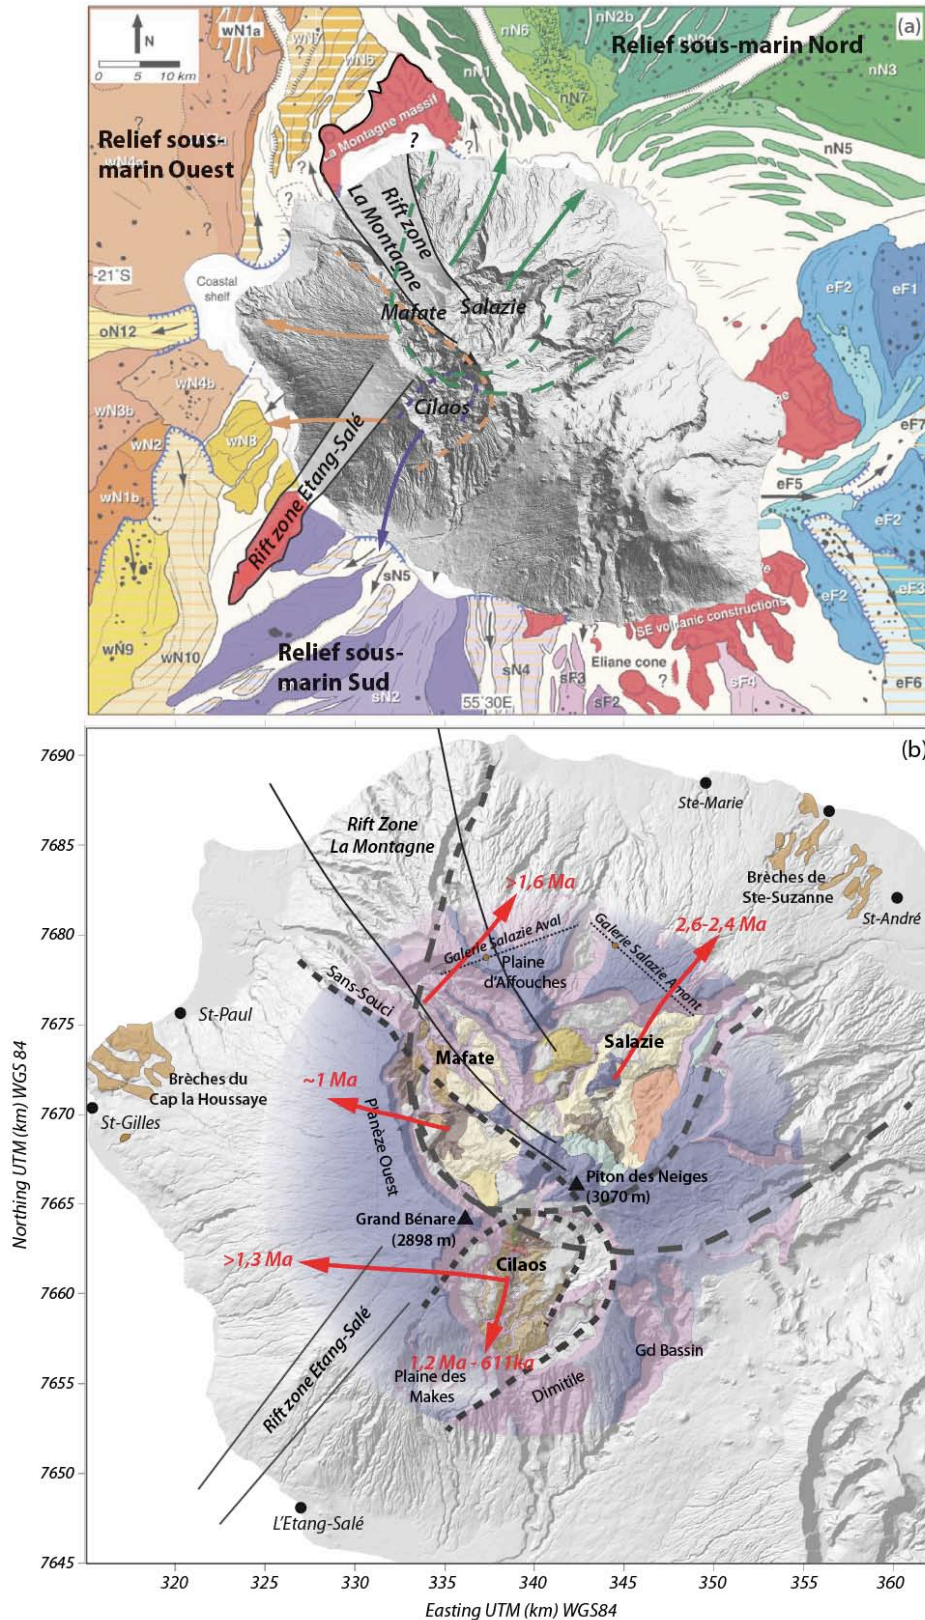 (a)
N
0 5 10 km
wN1a
wN7
wN6
nN6
nN2b
nN7
nN1
nN3
nN5
Relief sous-marin Nord
La Montagne massif
?
Relief sous-
marin Ouest
wN4a
?
?
?
?
Rift zone
La Montagne
-21°S
Coastal
shelf
oN12
Mafate
Salazie
Cilaos
eF2
eF1
wN4b
wN3b
wN2
wN8
wN1b
eF7
eF5
eF2
eF3
eF2
Rift zone Etang-Salé
sN5
wN9
wN10
Relief sous-
marin Sud
sN2
sN4
55°30E
?
SE volcanic constructions
Eliane cone
?
sF3
sF2
sF4
eF6
(b)
7690
7685
7680
7675
7670
7665
7660
7655
7650
7645
Northing UTM (km) WGS 84
Rift Zone
La Montagne
Ste-Marie
Brèches de
Ste-Suzanne
St-André
>1,6 Ma
2,6-2,4 Ma
Galerie Salazie Aval
Plaine
d'Affouches
Galerie Salazie Amont
Sans-Souci
St-Paul
Mafate
Salazie
Brèches du
Cap la Houssaye
~1 Ma
St-Gilles
Planèze Ouest
Piton des Neiges
(3070 m)
Grand Bénare
(2898 m)
>1,3 Ma
Cilaos
Rift zone Etang-Salé
1,2 Ma - 611ka
Plaine des
Makes
Dimitile
Gd Bassin
L'Etang-Salé
320 325 330 335 340 345 350 355 360
Easting UTM (km) WGS84